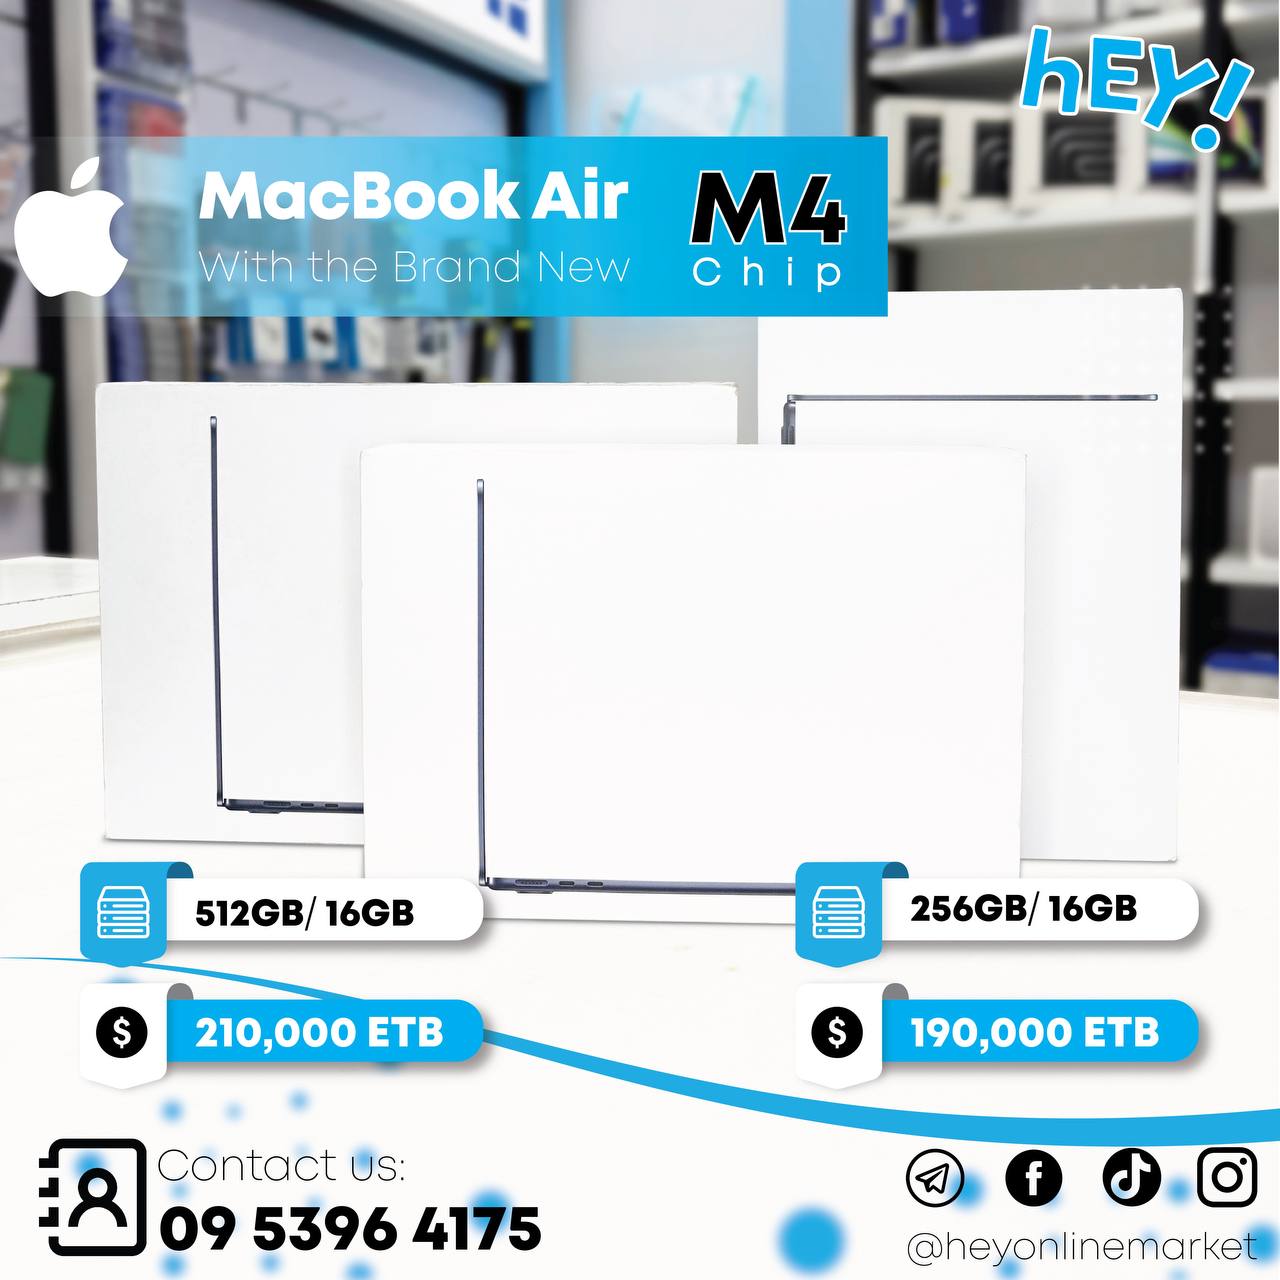 hEY!
MacBook Air
With the Brand New
M4
Chip
512GB/ 16GB
256GB/ 16GB
$ 210,000 ETB
$ 190,000 ETB
Contact us:
09 5396 4175
@heyonlinemarket